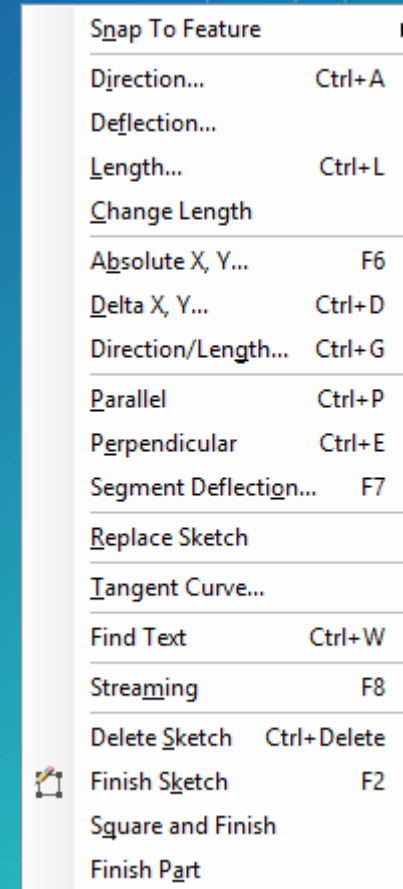 Snap To Feature
Direction... Ctrl+A
Deflection...
Length... Ctrl+L
Change Length
Absolute X, Y... F6
Delta X, Y... Ctrl+D
Direction/Length... Ctrl+G
Parallel Ctrl+P
Perpendicular Ctrl+E
Segment Deflection... F7
Replace Sketch
Tangent Curve...
Find Text Ctrl+W
Streaming F8
Delete Sketch Ctrl+Delete
Finish Sketch F2
Square and Finish
Finish Part